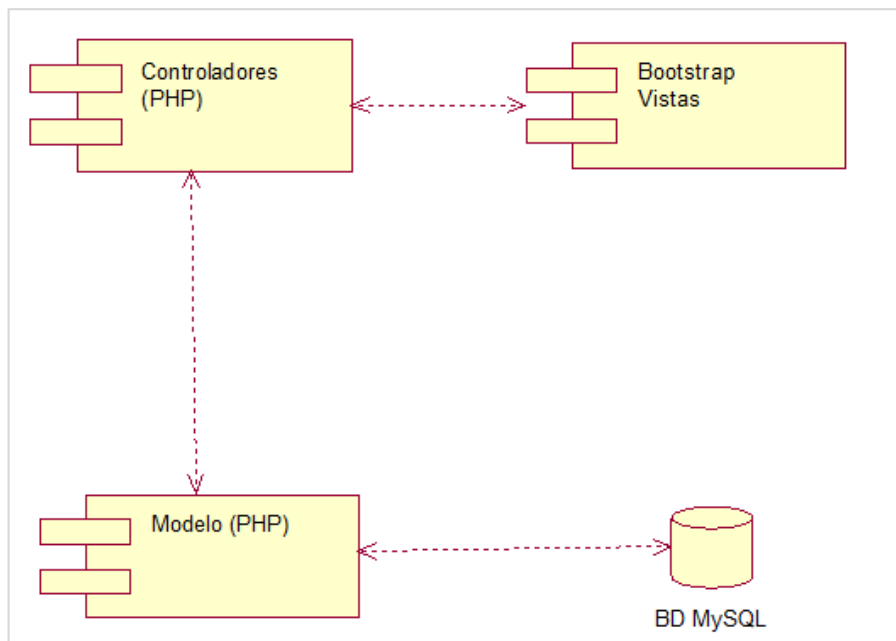 Controladores
(PHP)
Bootstrap
Vistas
Modelo (PHP)
BD MySQL